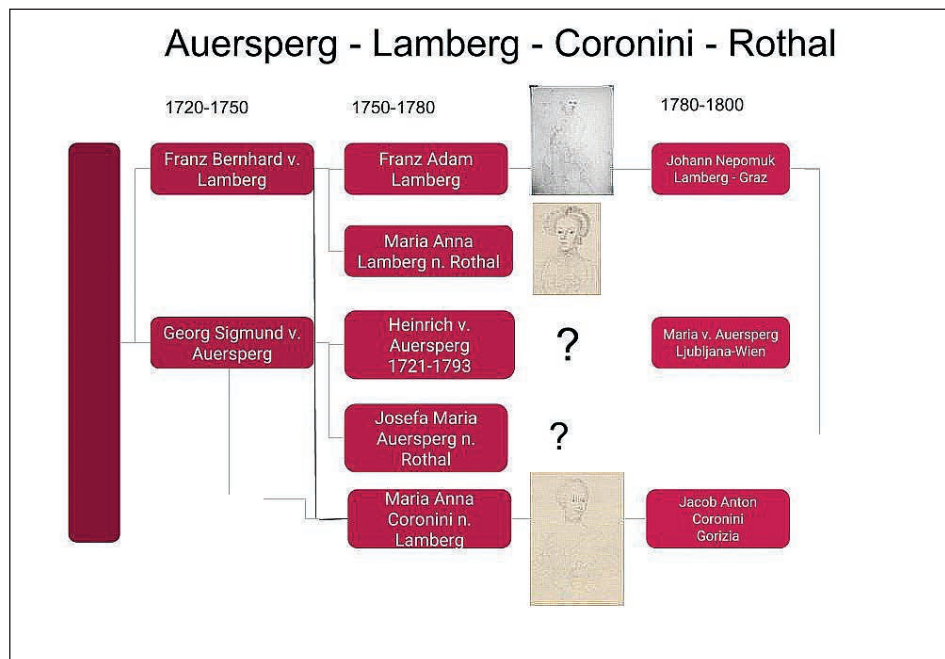 Auersperg - Lamberg - Coronini - Rothal
1720-1750
1750-1780
1780-1800
Franz Bernhard v.
Lamberg
Franz Adam
Lamberg
Johann Nepomuk
Lamberg - Graz
Maria Anna
Lamberg n. Rothal
Georg Sigmund v.
Auersperg
Heinrich v.
Auersperg
1721-1793
?
Maria v. Auersperg
Ljubljana-Wien
Josefa Maria
Auersperg n.
Rothal
?
Maria Anna
Coronini n.
Lamberg
Jacob Anton
Coronini
Gorizia